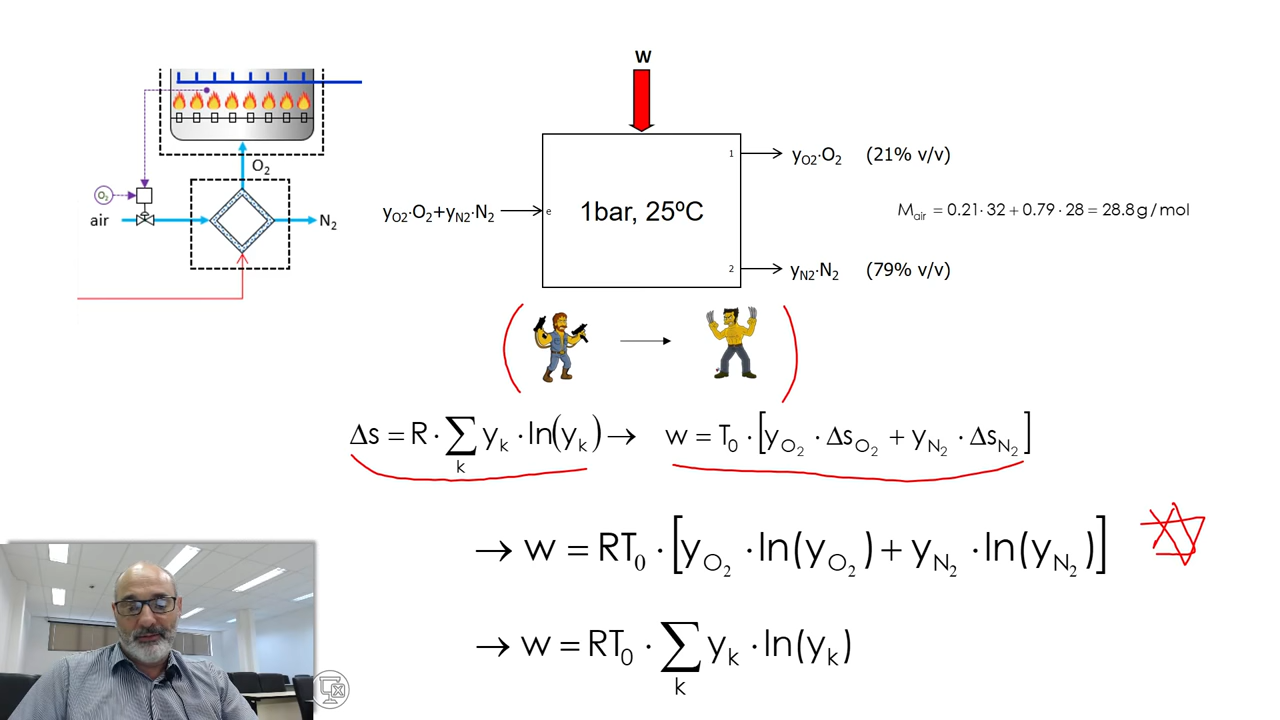 W
O₂
O₂
air
N₂
yO2·O₂+yN2·N₂
e
1bar, 25ºC
1
yO2·O₂ (21% v/v)
2
yN2·N₂ (79% v/v)
Mair = 0.21·32 + 0.79·28 = 28.8 g/mol
Δs = R·∑k yk·ln(yk) → w = T₀·[yO₂·ΔsO₂ + yN₂·ΔsN₂]
→ w = RT₀·[yO₂·ln(yO₂) + yN₂·ln(yN₂)]
→ w = RT₀·∑k yk·ln(yk)